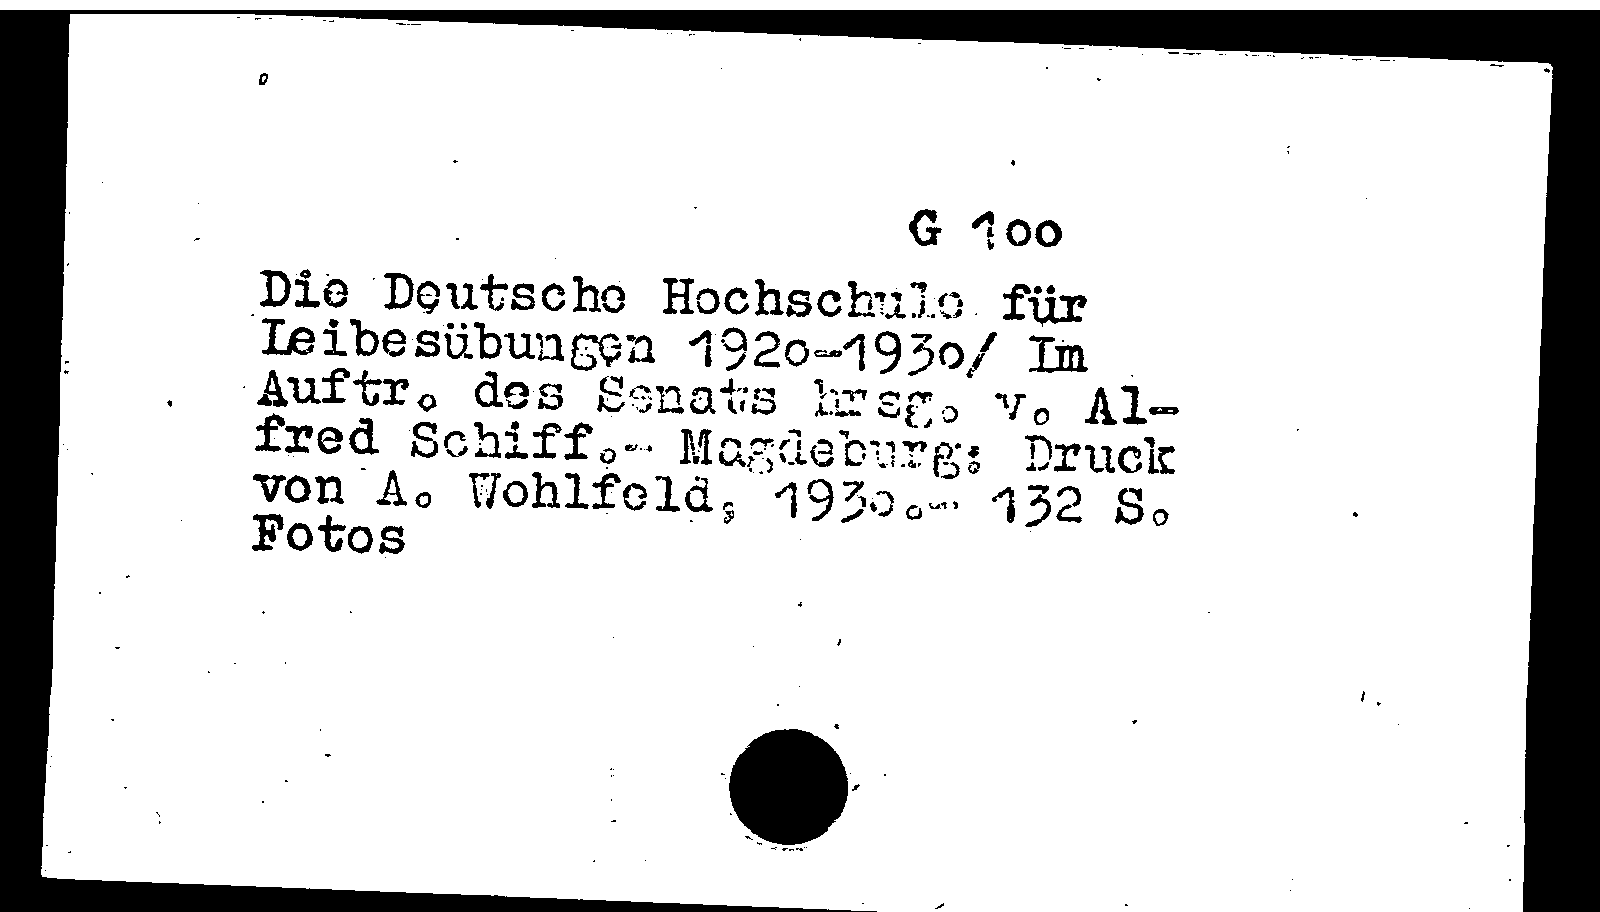 G 100
Die Deutsche Hochschule für
Leibesübungen 1920-1930/ Im
Auftr. des Senats hrsg. v. Al-
fred Schiff.- Magdeburg: Druck
von A. Wohlfeld, 1930.- 132 S.
Fotos